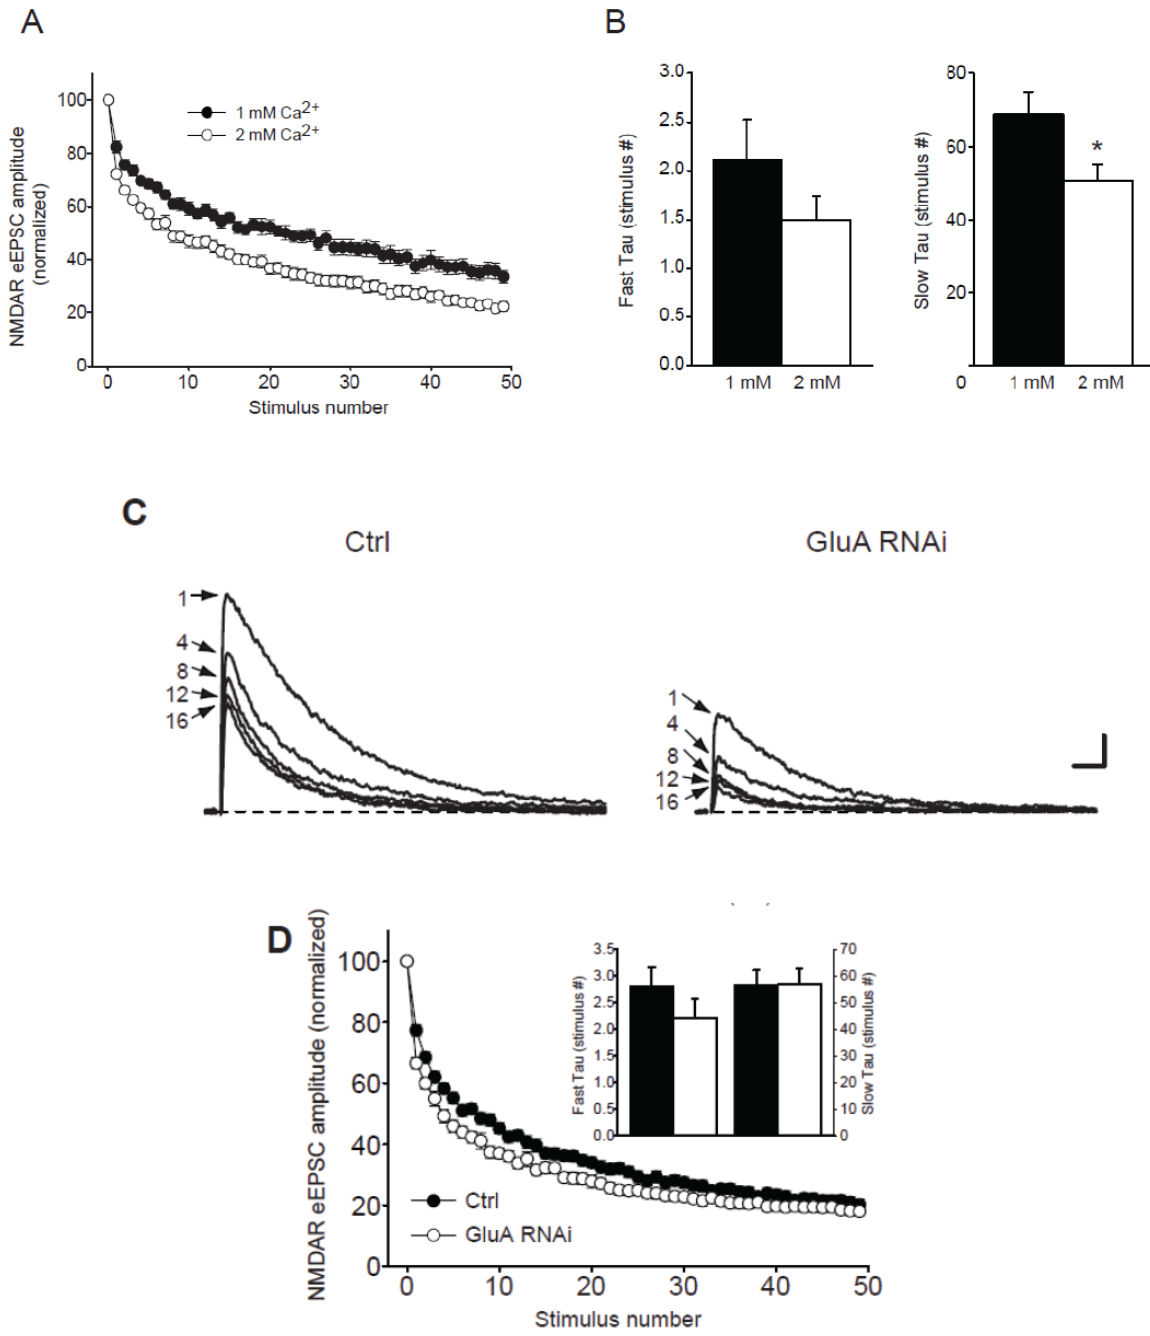 A
NMDAR eEPSC amplitude
(normalized)
100
80
60
40
20
0
1 mM Ca2+
2 mM Ca2+
0 10 20 30 40 50
Stimulus number
B
Fast Tau (stimulus #)
3.0
2.5
2.0
1.5
1.0
0.5
0.0
1 mM 2 mM
Slow Tau (stimulus #)
80
60
40
20
0
*
1 mM 2 mM
C
Ctrl
1
4
8
12
16
GluA RNAi
1
4
8
12
16
D
NMDAR eEPSC amplitude (normalized)
100
80
60
40
20
0
Ctrl
GluA RNAi
0 10 20 30 40 50
Stimulus number
Fast Tau (stimulus #)
3.5
3.0
2.5
2.0
1.5
1.0
0.5
0.0
70
60
50
40
30
20
10
0
Slow Tau (stimulus #)